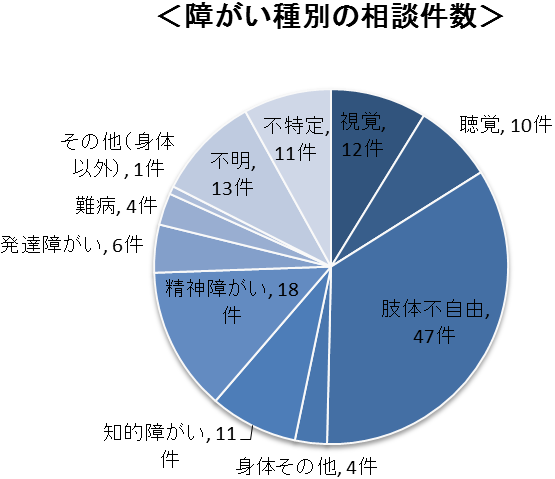 ＜障がい種別の相談件数＞
視覚,
12件
聴覚, 10件
肢体不自由,
47件
身体その他, 4件
知的障がい, 11
件
精神障がい, 18
件
発達障がい, 6件
難病, 4件
その他（身体
以外）, 1件
不明,
13件
不特定,
11件